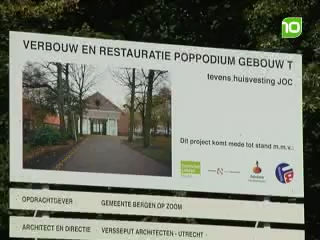 10
VERBOUW EN RESTAURATIE POPPODIUM GEBOUW T
tevens huisvesting JOC
Dit project komt mede tot stand m.m.v.:
OPDRACHTGEVER GEMEENTE BERGEN OP ZOOM
ARCHITECT EN DIRECTIE VERSSEPUT ARCHITECTEN - UTRECHT